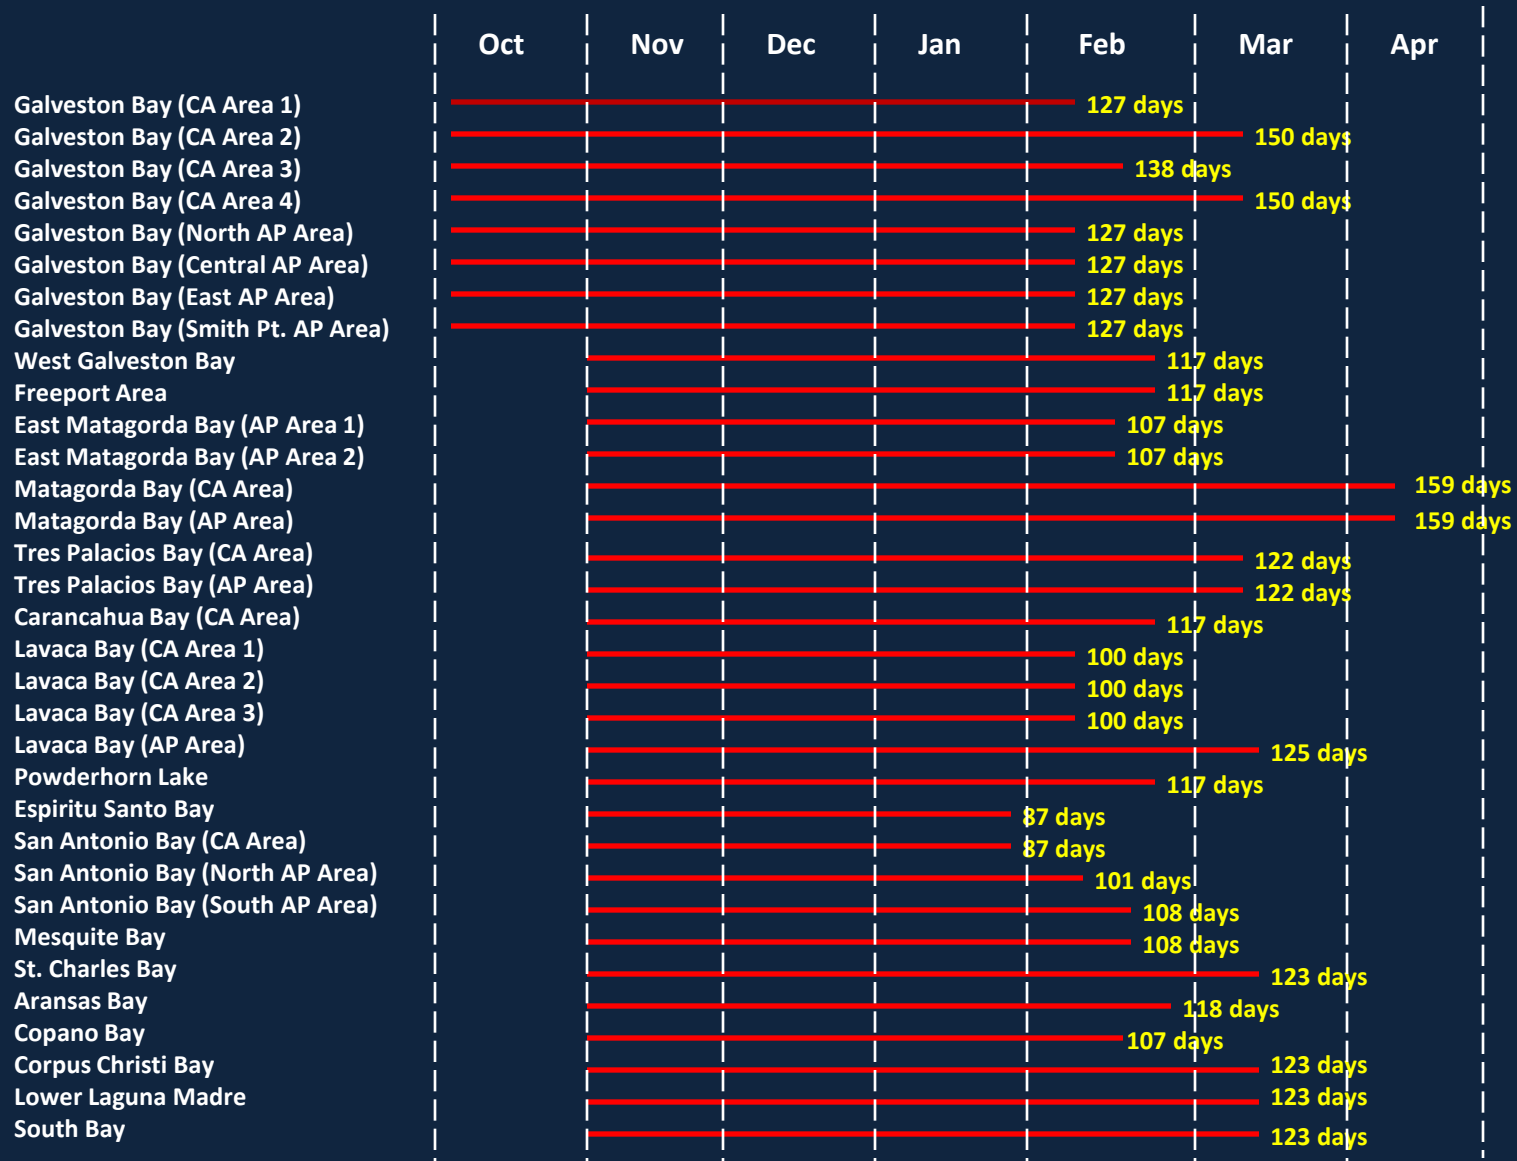 Oct Nov Dec Jan Feb Mar Apr
Galveston Bay (CA Area 1) 127 days
Galveston Bay (CA Area 2) 150 days
Galveston Bay (CA Area 3) 138 days
Galveston Bay (CA Area 4) 150 days
Galveston Bay (North AP Area) 127 days
Galveston Bay (Central AP Area) 127 days
Galveston Bay (East AP Area) 127 days
Galveston Bay (Smith Pt. AP Area) 127 days
West Galveston Bay 117 days
Freeport Area 117 days
East Matagorda Bay (AP Area 1) 107 days
East Matagorda Bay (AP Area 2) 107 days
Matagorda Bay (CA Area) 159 days
Matagorda Bay (AP Area) 159 days
Tres Palacios Bay (CA Area) 122 days
Tres Palacios Bay (AP Area) 122 days
Carancahua Bay (CA Area) 117 days
Lavaca Bay (CA Area 1) 100 days
Lavaca Bay (CA Area 2) 100 days
Lavaca Bay (CA Area 3) 100 days
Lavaca Bay (AP Area) 125 days
Powderhorn Lake 117 days
Espiritu Santo Bay 87 days
San Antonio Bay (CA Area) 87 days
San Antonio Bay (North AP Area) 101 days
San Antonio Bay (South AP Area) 108 days
Mesquite Bay 108 days
St. Charles Bay 123 days
Aransas Bay 118 days
Copano Bay 107 days
Corpus Christi Bay 123 days
Lower Laguna Madre 123 days
South Bay 123 days